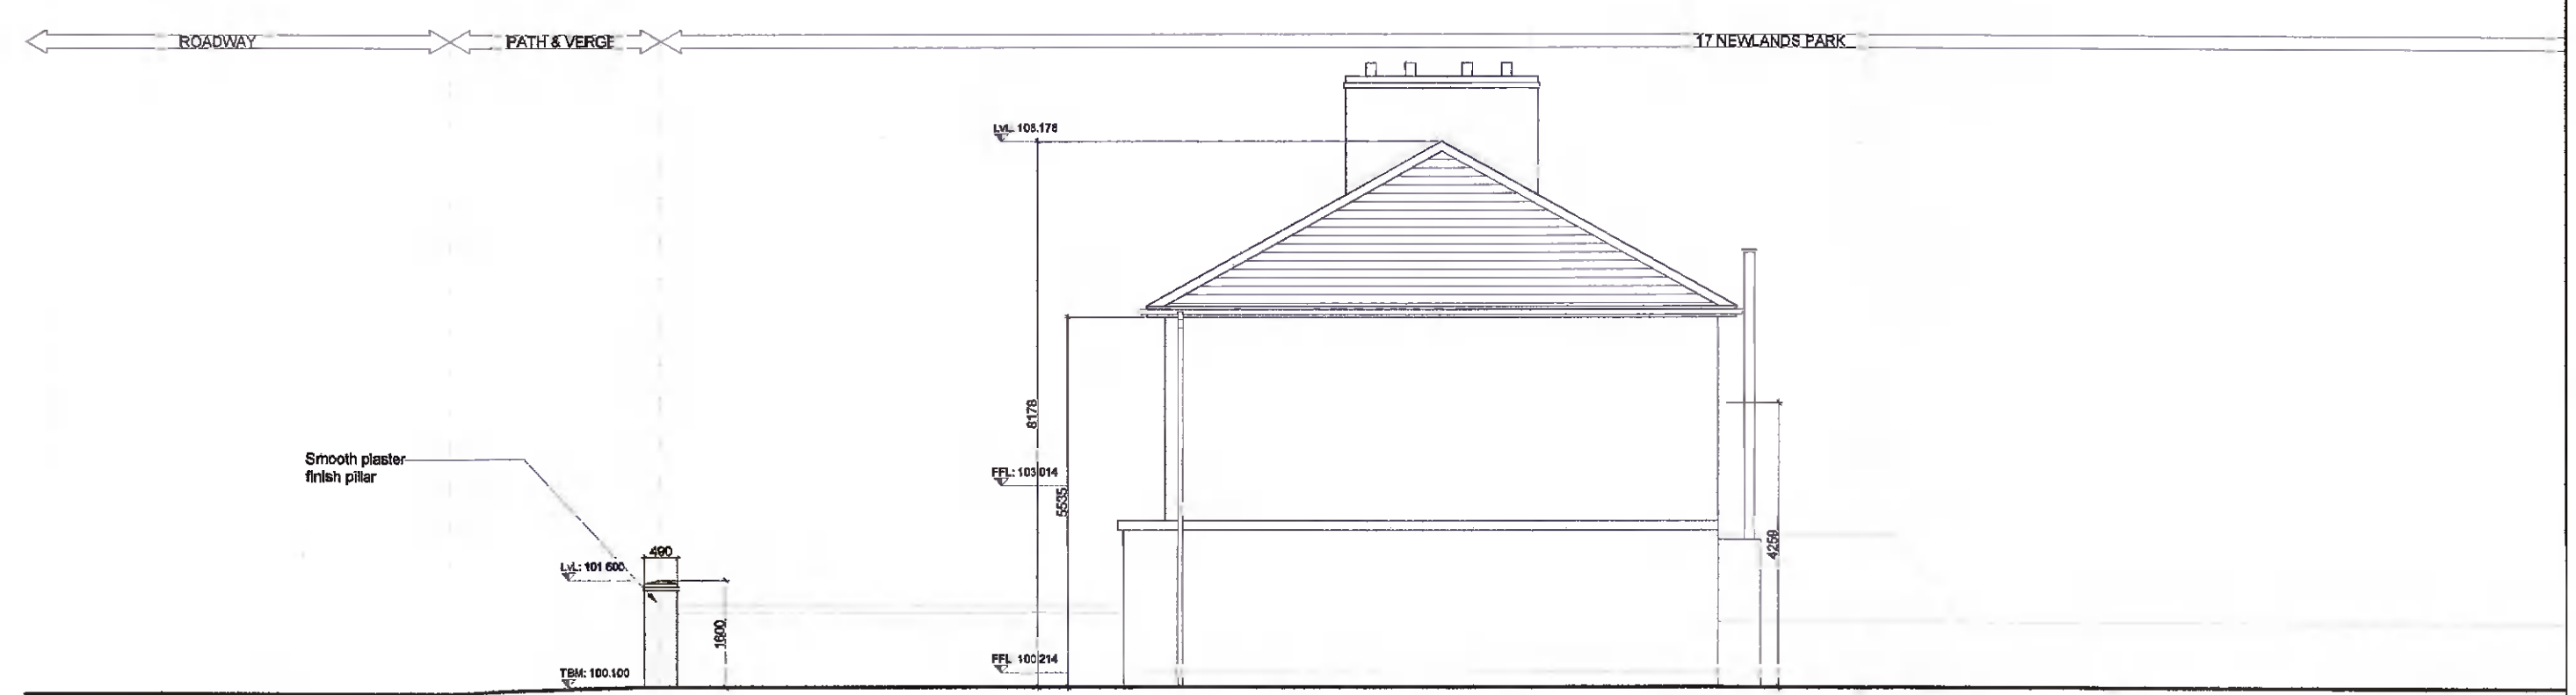 ROADWAY
PATH & VERGE
17 NEWLANDS PARK
LvL: 108.178
8178
Smooth plaster
finish pillar
FFL: 103.014
5535
4259
490
LvL: 101.600
1600
FFL 100.214
TBM: 100.100